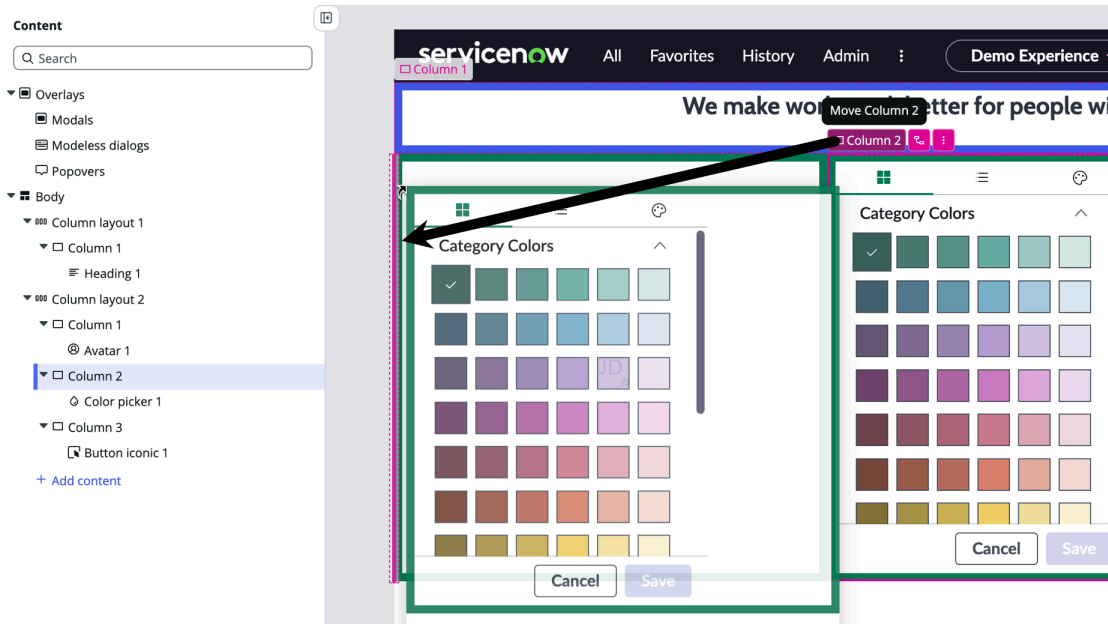 Content
Search
Overlays
Modals
Modeless dialogs
Popovers
Body
Column layout 1
Column 1
Heading 1
Column layout 2
Column 1
Avatar 1
Column 2
Color picker 1
Column 3
Button iconic 1
+ Add content
servicenow
All
Favorites
History
Admin
Demo Experience
Column 1
We make wor etter for people wi
Move Column 2
Column 2
Category Colors
JD
Cancel
Save
Category Colors
Cancel
Save